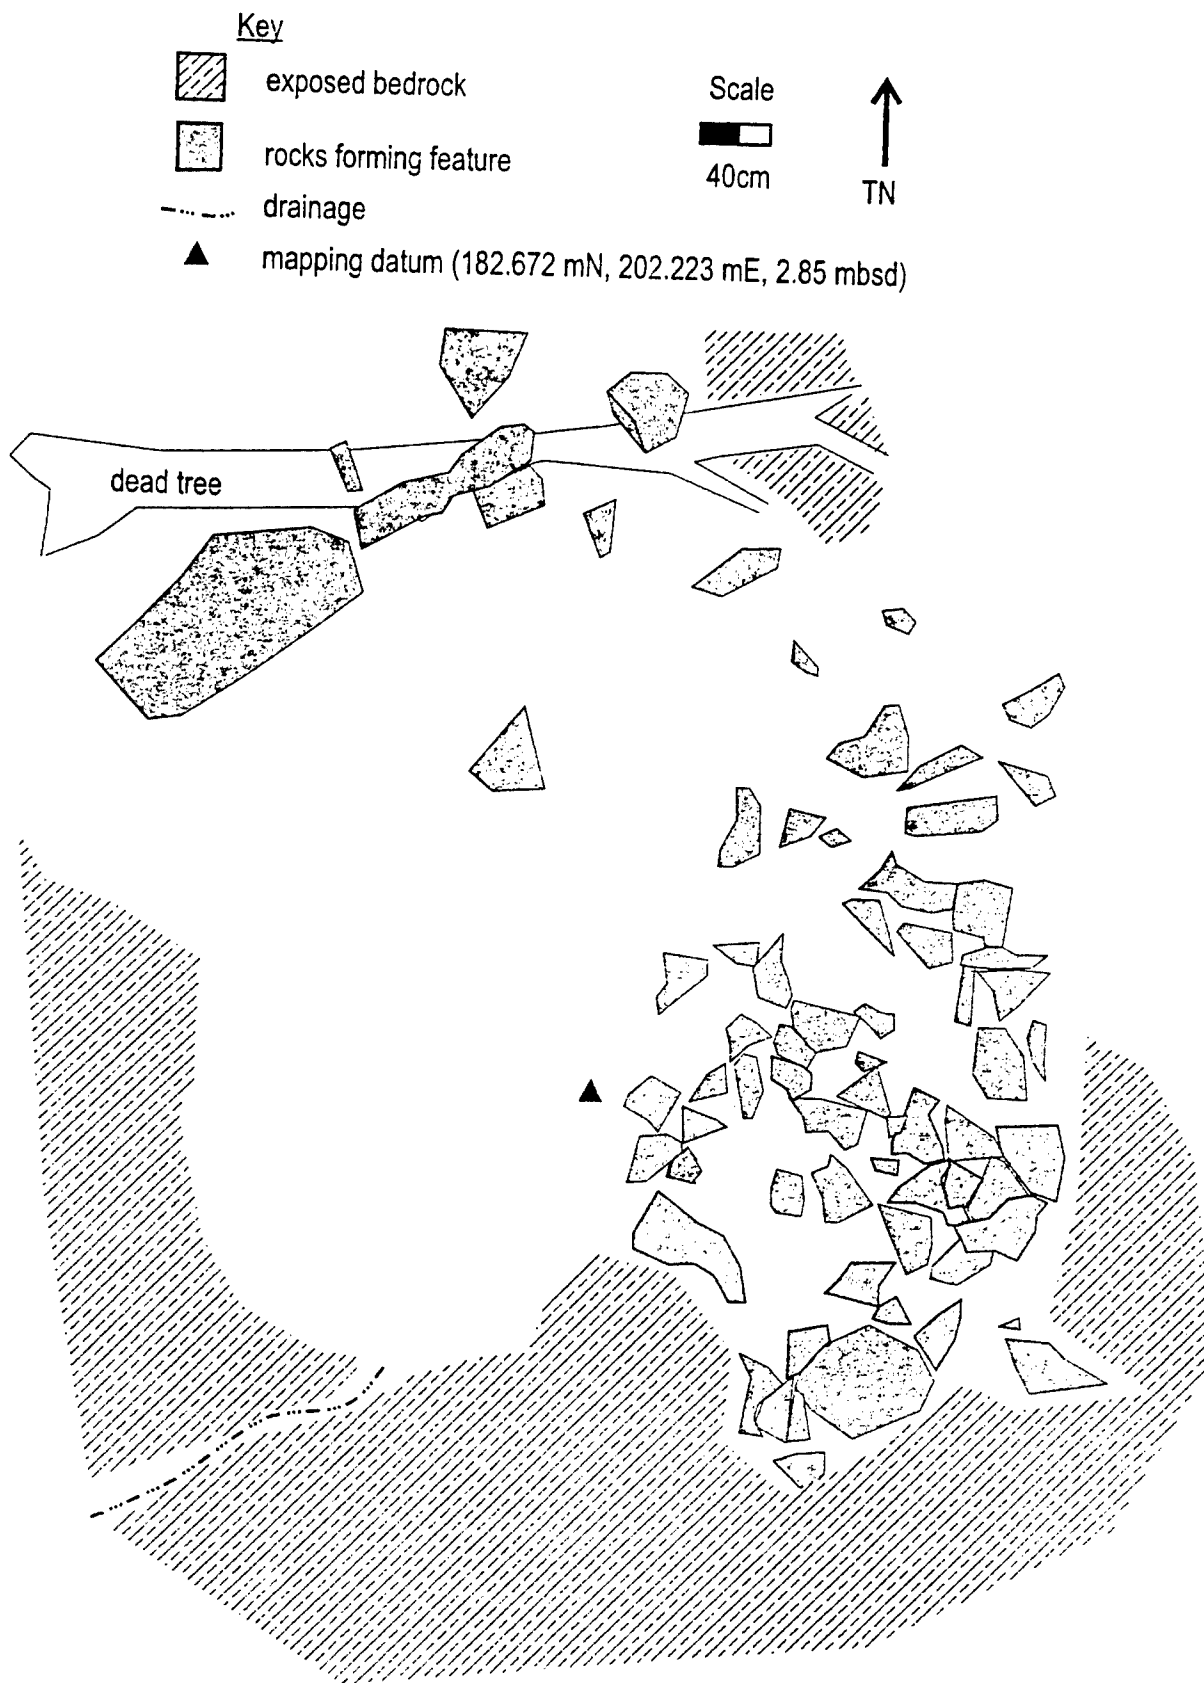 Key
exposed bedrock
rocks forming feature
drainage
mapping datum (182.672 mN, 202.223 mE, 2.85 mbsd)
Scale
40cm
TN
dead tree